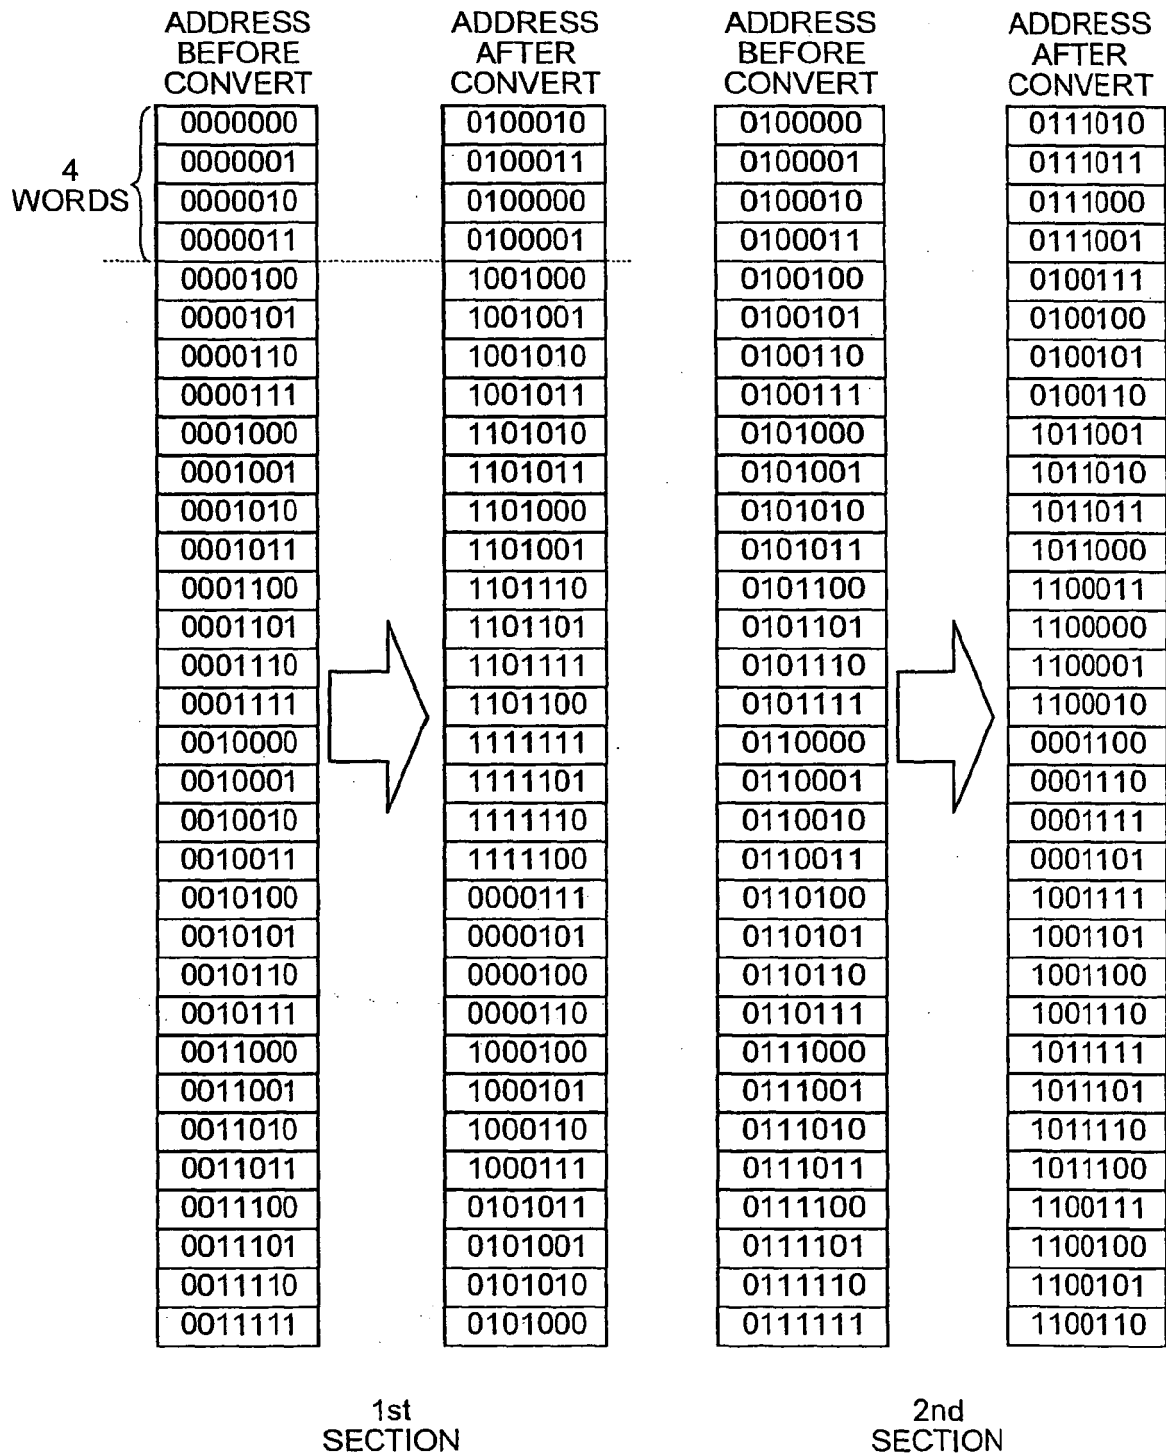 ADDRESS BEFORE CONVERT ADDRESS AFTER CONVERT ADDRESS BEFORE CONVERT ADDRESS AFTER CONVERT
4 WORDS
0000000 0100010 0100000 0111010
0000001 0100011 0100001 0111011
0000010 0100000 0100010 0111000
0000011 0100001 0100011 0111001
0000100 1001000 0100100 0100111
0000101 1001001 0100101 0100100
0000110 1001010 0100110 0100101
0000111 1001011 0100111 0100110
0001000 1101010 0101000 1011001
0001001 1101011 0101001 1011010
0001010 1101000 0101010 1011011
0001011 1101001 0101011 1011000
0001100 1101110 0101100 1100011
0001101 1101101 0101101 1100000
0001110 1101111 0101110 1100001
0001111 1101100 0101111 1100010
0010000 1111111 0110000 0001100
0010001 1111101 0110001 0001110
0010010 1111110 0110010 0001111
0010011 1111100 0110011 0001101
0010100 0000111 0110100 1001111
0010101 0000101 0110101 1001101
0010110 0000100 0110110 1001100
0010111 0000110 0110111 1001110
0011000 1000100 0111000 1011111
0011001 1000101 0111001 1011101
0011010 1000110 0111010 1011110
0011011 1000111 0111011 1011100
0011100 0101011 0111100 1100111
0011101 0101001 0111101 1100100
0011110 0101010 0111110 1100101
0011111 0101000 0111111 1100110
1st SECTION 2nd SECTION